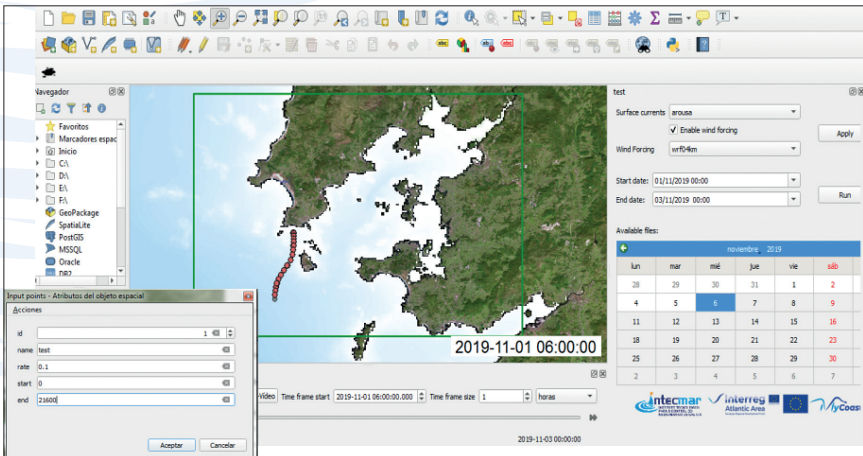 Navegador
Favoritos
Marcadores espac
Inicio
C:\
D:\
E:\
F:\
GeoPackage
SpatiaLite
PostGIS
MSSQL
Oracle
DB2
Input points - Atributos del objeto espacial
Acciones
id 1
name test
rate 0.1
start 0
end 21600
Aceptar Cancelar
2019-11-01 06:00:00
-Video Time frame start 2019-11-01 06:00:00.000 Time frame size 1 horas
2019-11-03 00:00:00
test
Surface currents arousa
Enable wind forcing
Apply
Wind Forcing wrf04km
Start date: 01/11/2019 00:00
End date: 03/11/2019 00:00
Run
Available files:
noviembre, 2019
lun mar mié jue vie sáb
28 29 30 31 1 2
4 5 6 7 8 9
11 12 13 14 15 16
18 19 20 21 22 23
25 26 27 28 29 30
2 3 4 5 6 7
intecmar
Interreg
Atlantic Area
MyCoas